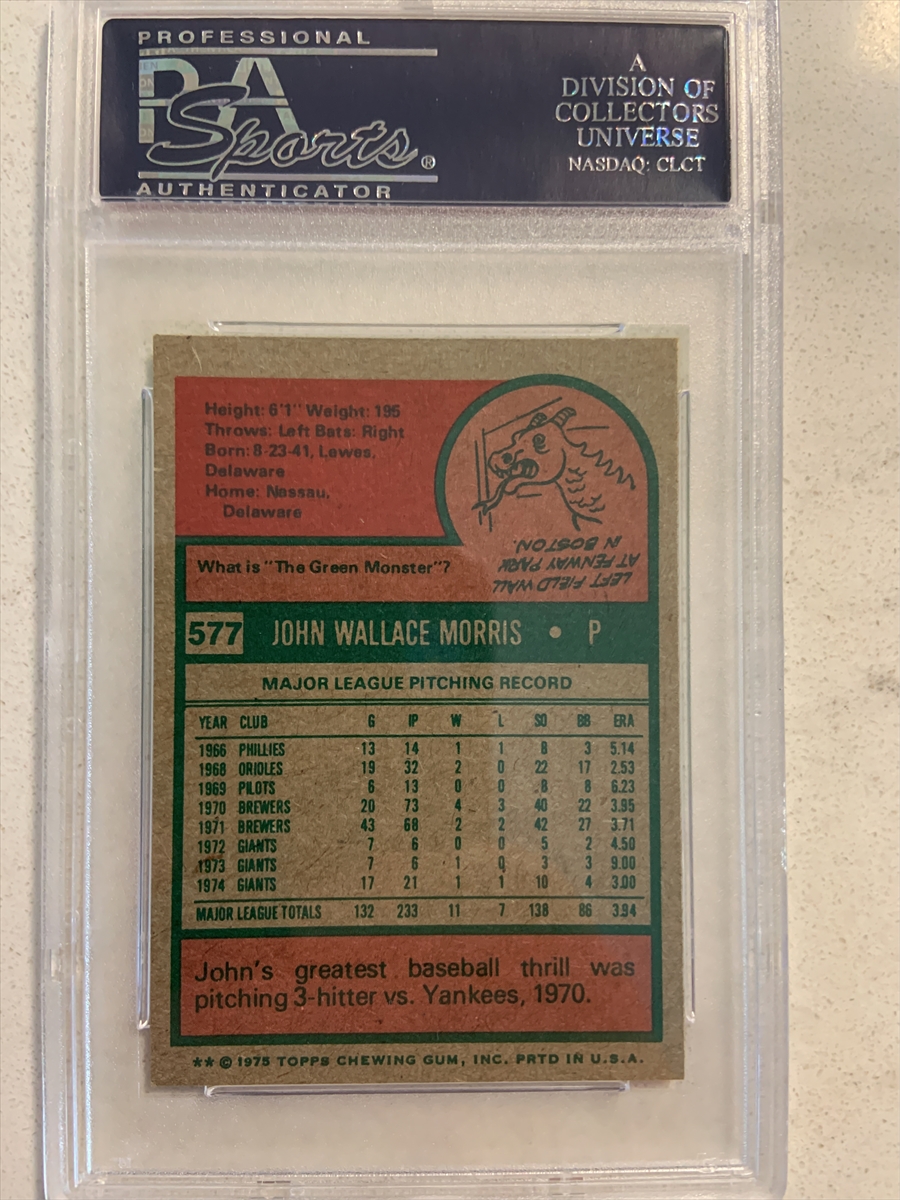 PROFESSIONAL
PSA
Sports®
AUTHENTICATOR
A
DIVISION OF
COLLECTORS
UNIVERSE
NASDAQ: CLCT
Height: 6'1" Weight: 195
Throws: Left Bats: Right
Born: 8-23-41, Lewes,
Delaware
Home: Nassau,
Delaware
What is "The Green Monster"?
LEFT FIELD WALL
AT FENWAY PARK
IN BOSTON.
577 JOHN WALLACE MORRIS • P
MAJOR LEAGUE PITCHING RECORD
YEAR CLUB G IP W L SO BB ERA
1966 PHILLIES 13 14 1 1 8 3 5.14
1968 ORIOLES 19 32 2 0 22 17 2.53
1969 PILOTS 6 13 0 0 8 8 6.23
1970 BREWERS 20 73 4 3 40 22 3.95
1971 BREWERS 43 68 2 2 42 27 3.71
1972 GIANTS 7 6 0 0 5 2 4.50
1973 GIANTS 7 6 1 0 3 3 9.00
1974 GIANTS 17 21 1 1 10 4 3.00
MAJOR LEAGUE TOTALS 132 233 11 7 138 86 3.94
John's greatest baseball thrill was
pitching 3-hitter vs. Yankees, 1970.
** © 1975 TOPPS CHEWING GUM, INC. PRTD IN U.S.A.